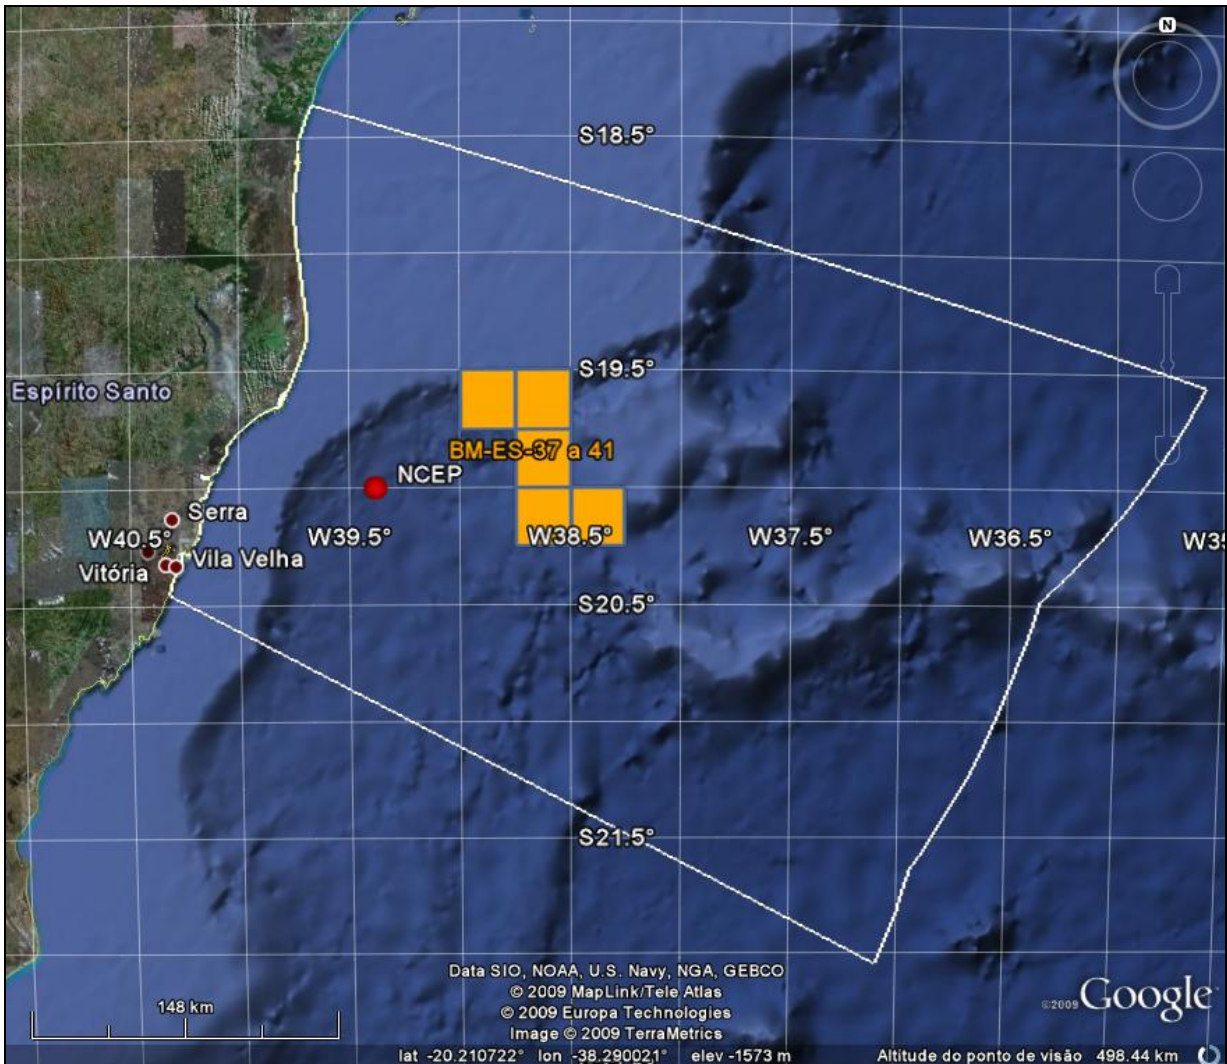 N
S18.5°
S19.5°
Espírito Santo
BM-ES-37 a 41
NCEP
Serra
W40.5°
W39.5°
W38.5°
W37.5°
W36.5°
W35
Vitória
Vila Velha
S20.5°
S21.5°
Data SIO, NOAA, U.S. Navy, NGA, GEBCO
© 2009 MapLink/Tele Atlas
© 2009 Europa Technologies
Image © 2009 TerraMetrics
148 km
©2009 Google
lat -20.210722° lon -38.290021° elev -1573 m
Altitude do ponto de visão 498.44 km